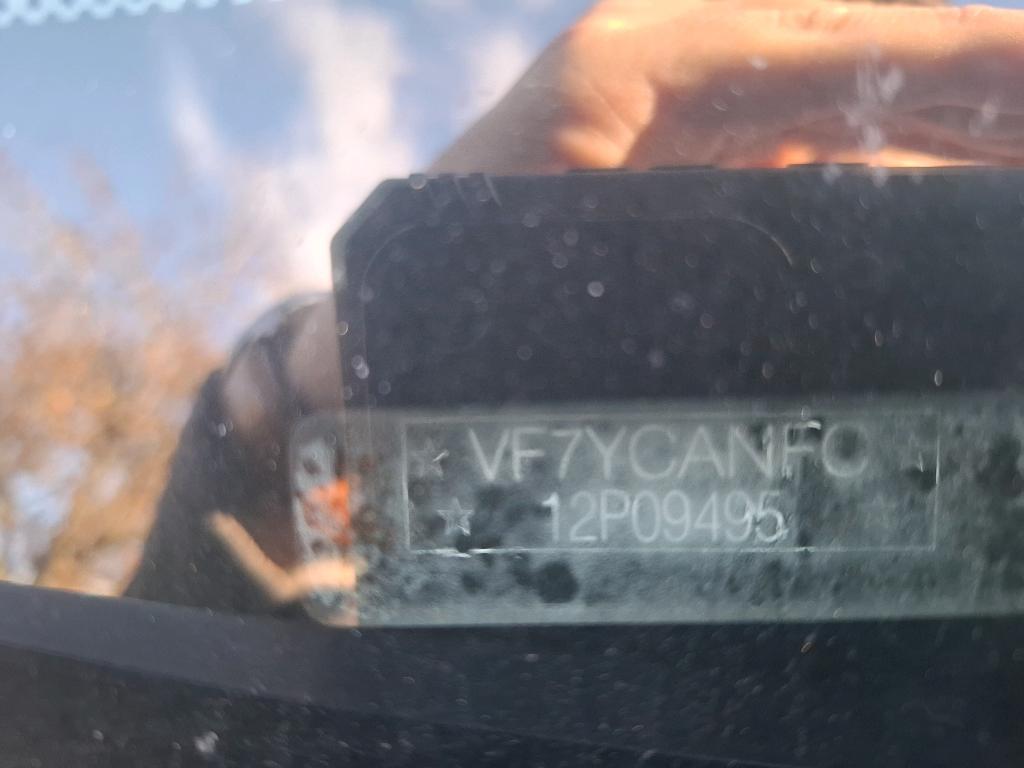 ☆ VF7YCANFC ☆
☆ 12P09495 ☆